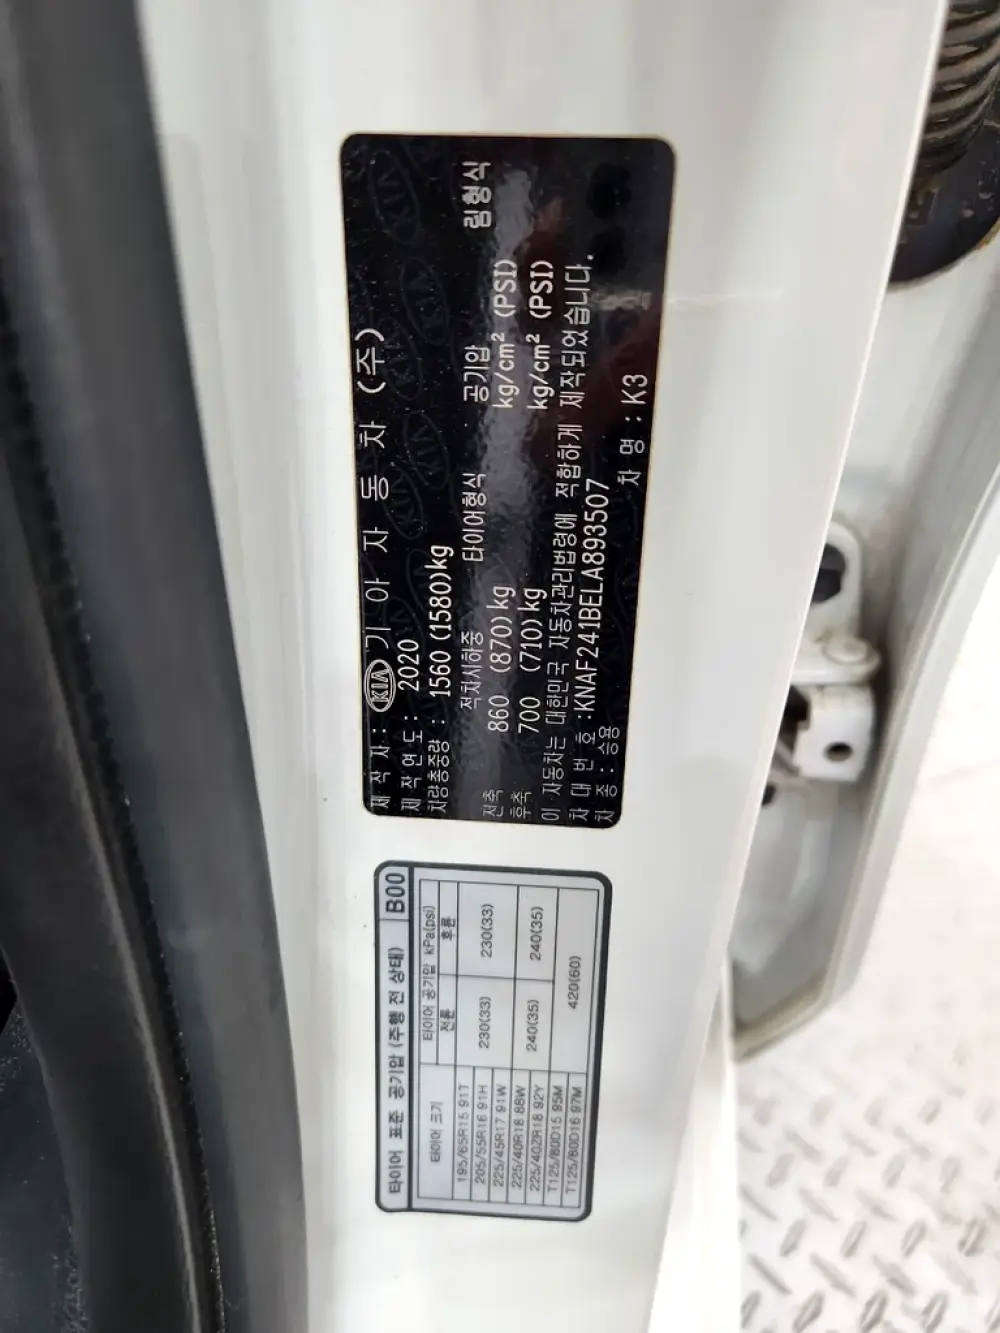 제 작 자 : KIA 기 아 자 동 차 (주)
제 작 연 도 : 2020
차량총중량 : 1560 (1580)kg
적차시하중 타이어형식 공기압 림형식
전축 860 (870)kg kg/cm² (PSI)
후축 700 (710)kg kg/cm² (PSI)
이 자동차는 대한민국 자동차관리법령에 적합하게 제작되었습니다.
차 대 번 호 :KNAF241BELA893507
차 종 : 승용 차 명 : K3
타이어 표준 공기압 (주행 전 상태) B00
타이어 크기 타이어 공기압 kPa(psi)
전륜 후륜
195/65R15 91T 230(33) 230(33)
205/55R16 91H
225/45R17 91W
225/40R18 88W 240(35) 240(35)
225/40ZR18 92Y
T125/80D15 95M 420(60)
T125/80D16 97M